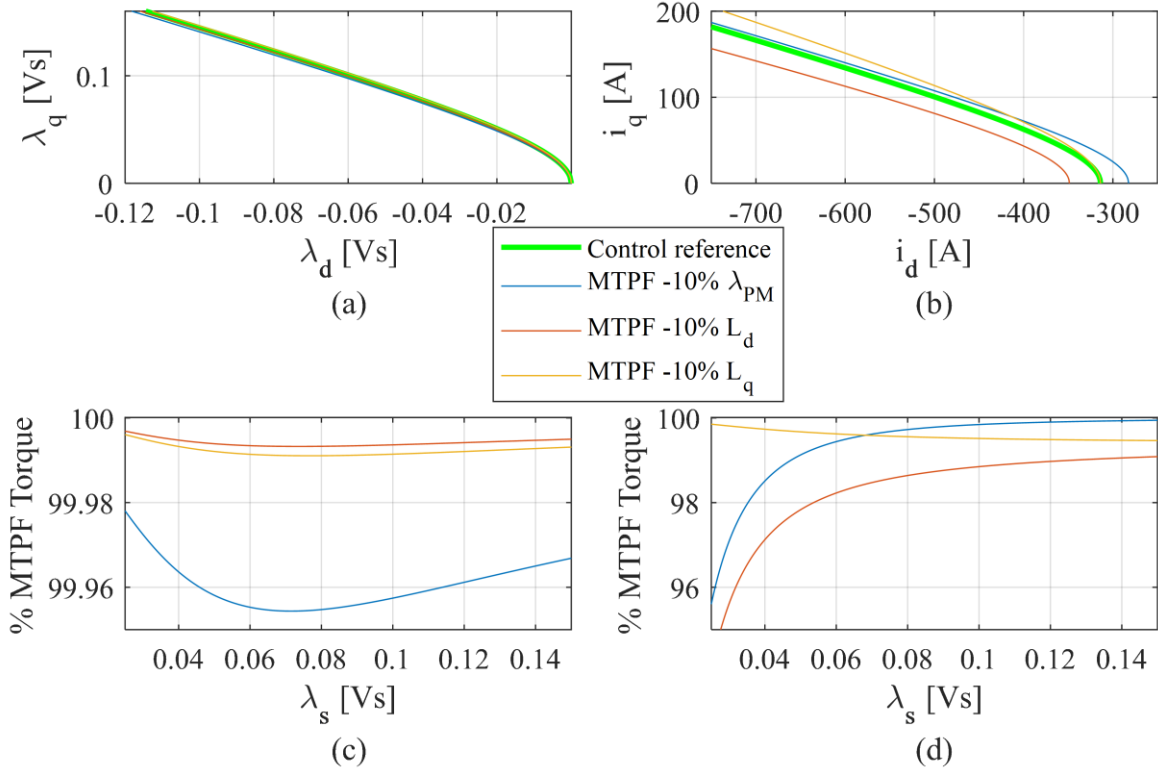 λq [Vs]
0.1
0
-0.12 -0.1 -0.08 -0.06 -0.04 -0.02
λd [Vs]
(a)
iq [A]
200
100
0
-700 -600 -500 -400 -300
id [A]
(b)
Control reference
MTPF -10% λPM
MTPF -10% Ld
MTPF -10% Lq
% MTPF Torque
100
99.98
99.96
0.04 0.06 0.08 0.1 0.12 0.14
λs [Vs]
(c)
% MTPF Torque
100
98
96
0.04 0.06 0.08 0.1 0.12 0.14
λs [Vs]
(d)